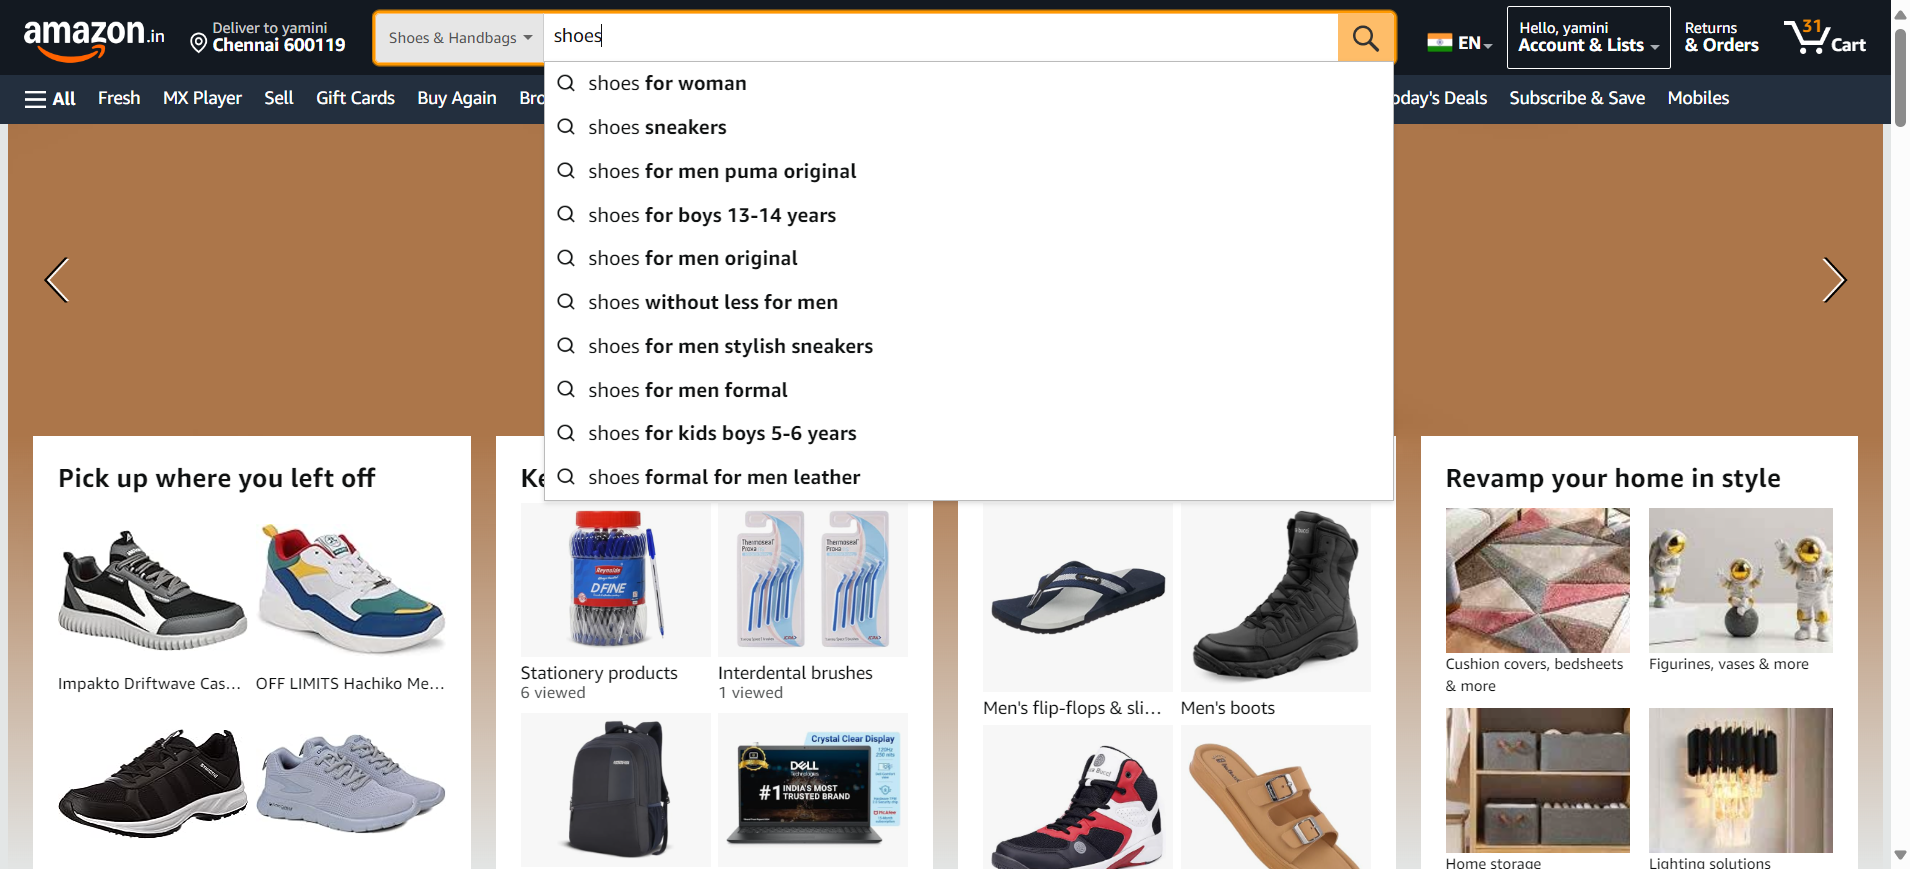 amazon.in
Deliver to yamini
Chennai 600119
Shoes & Handbags
shoes
EN
Hello, yamini
Account & Lists
Returns
& Orders
31
Cart
All
Fresh
MX Player
Sell
Gift Cards
Buy Again
Bro
oday's Deals
Subscribe & Save
Mobiles
shoes for woman
shoes sneakers
shoes for men puma original
shoes for boys 13-14 years
shoes for men original
shoes without less for men
shoes for men stylish sneakers
shoes for men formal
shoes for kids boys 5-6 years
shoes formal for men leather
Pick up where you left off
Impakto Driftwave Cas...
OFF LIMITS Hachiko Me...
Ke
Reynolds
D FINE
Thermoseal
Proxa
Thermoseal
Proxa
Stationery products
6 viewed
Interdental brushes
1 viewed
Crystal Clear Display
DELL
Technologies
#1 INDIA'S MOST
TRUSTED BRAND
Men's flip-flops & sli...
Men's boots
Revamp your home in style
Cushion covers, bedsheets
& more
Figurines, vases & more
Home storage
Lighting solutions